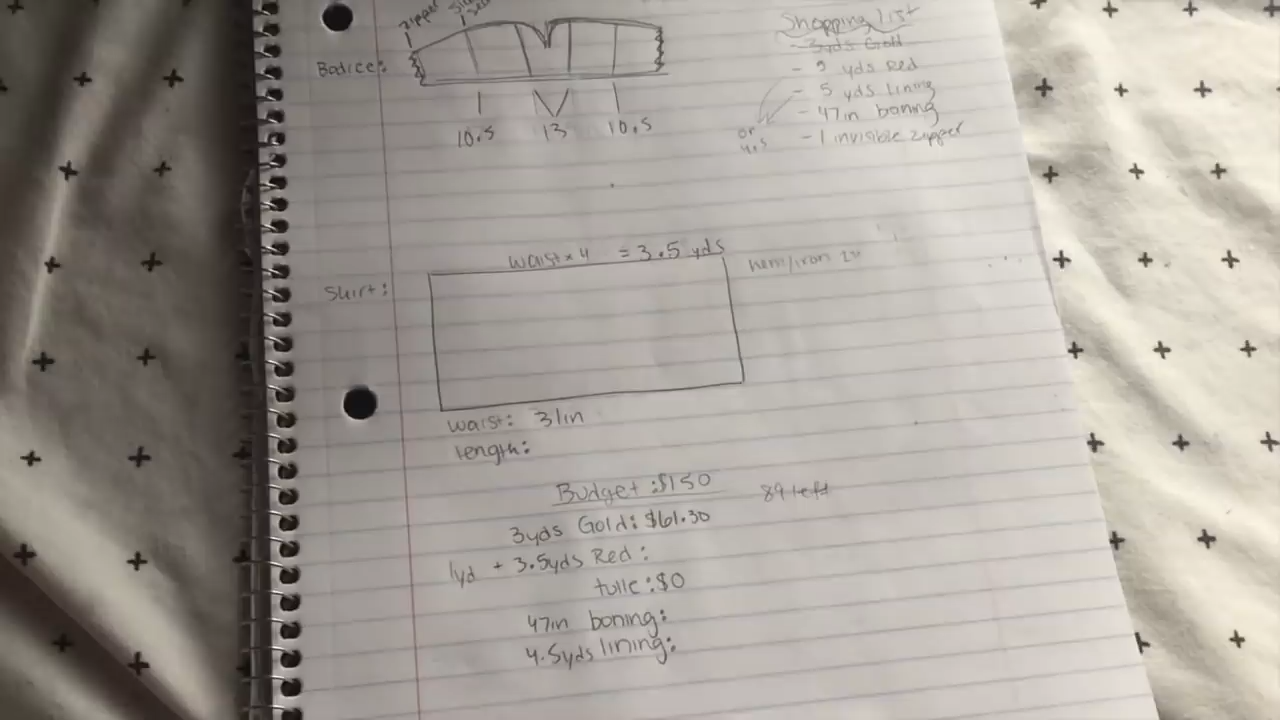 zipper
Bodice:
10.5 13 10.5
Shopping list
- 3yds Gold
- 5 yds Red
- 5 yds lining
- 47in boning
- 1 invisible zipper
or
4.5
waist x 4 = 3.5 yds
hem/iron
Skirt:
waist: 31in
length:
Budget: $150
89 left
3yds Gold: $61.30
1yd + 3.5yds Red:
tulle: $0
47in boning:
4.5yds lining: